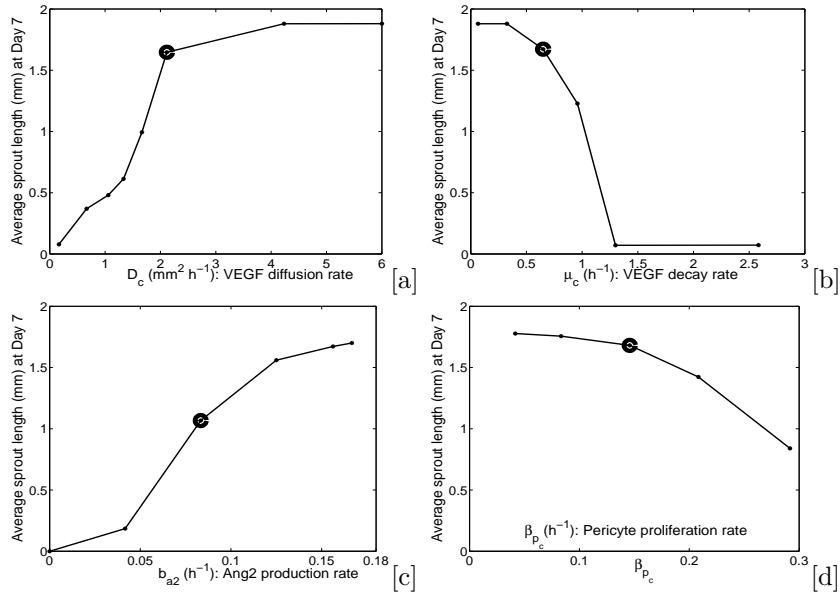 2
1.5
1
0.5
0
Average sprout length (mm) at Day 7
0 1 2 3 4 5 6
D_c (mm² h⁻¹): VEGF diffusion rate
[a]
2
1.5
1
0.5
0
Average sprout length (mm) at Day 7
0 0.5 1 1.5 2 2.5 3
μ_c (h⁻¹): VEGF decay rate
[b]
2
1.5
1
0.5
0
Average sprout length (mm) at Day 7
0 0.05 0.1 0.15 0.18
b_a2 (h⁻¹): Ang2 production rate
[c]
2
1.5
1
0.5
0
Average sprout length (mm) at Day 7
β_p_c (h⁻¹): Pericyte proliferation rate
0 0.1 0.2 0.3
β_p_c
[d]